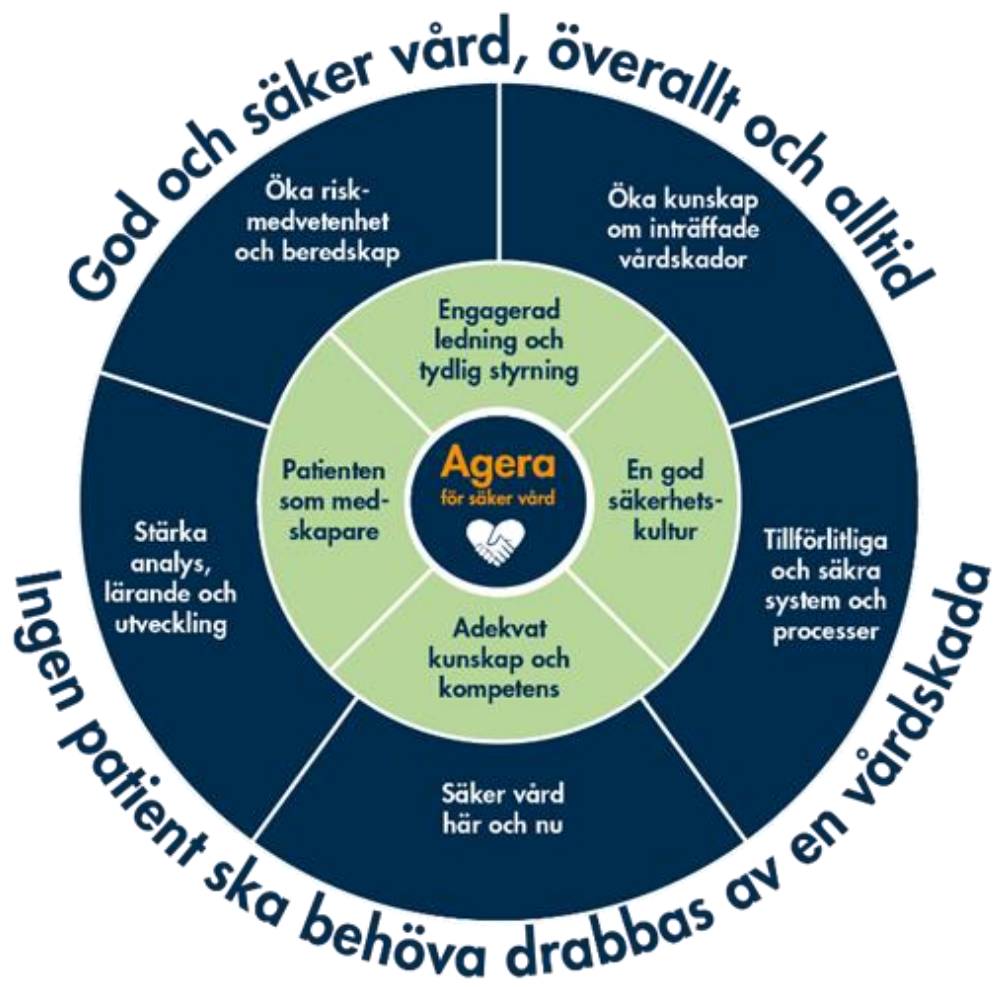 God och säker vård, överallt och alltid
Öka risk-
medvetenhet
och beredskap
Öka kunskap
om inträffade
vårdskador
Engagerad
ledning och
tydlig styrning
Patienten
som med-
skapare
Agera
för säker vård
En god
säkerhets-
kultur
Stärka
analys,
lärande och
utveckling
Tillförlitliga
och säkra
system och
processer
Adekvat
kunskap och
kompetens
Säker vård
här och nu
Ingen patient ska behöva drabbas av en vårdskada